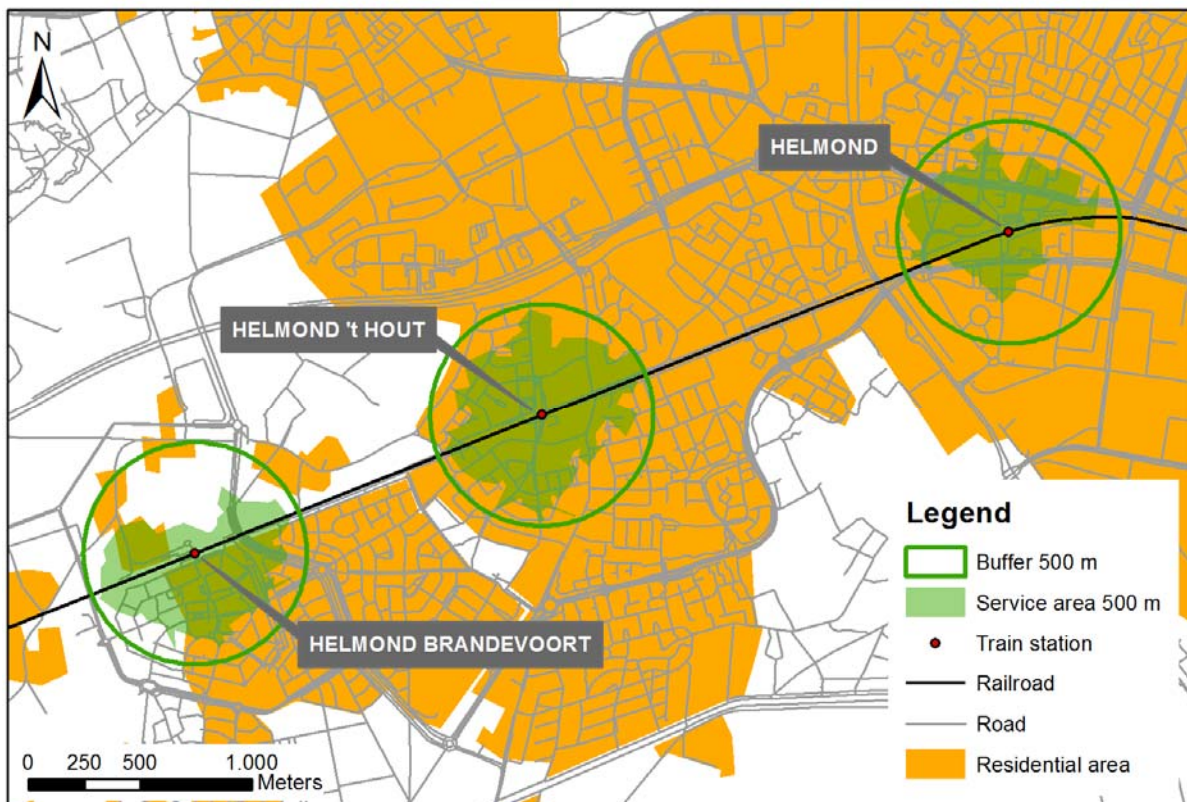 N
HELMOND
HELMOND 't HOUT
HELMOND BRANDEVOORT
Legend
Buffer 500 m
Service area 500 m
Train station
Railroad
Road
Residential area
0 250 500 1.000
Meters